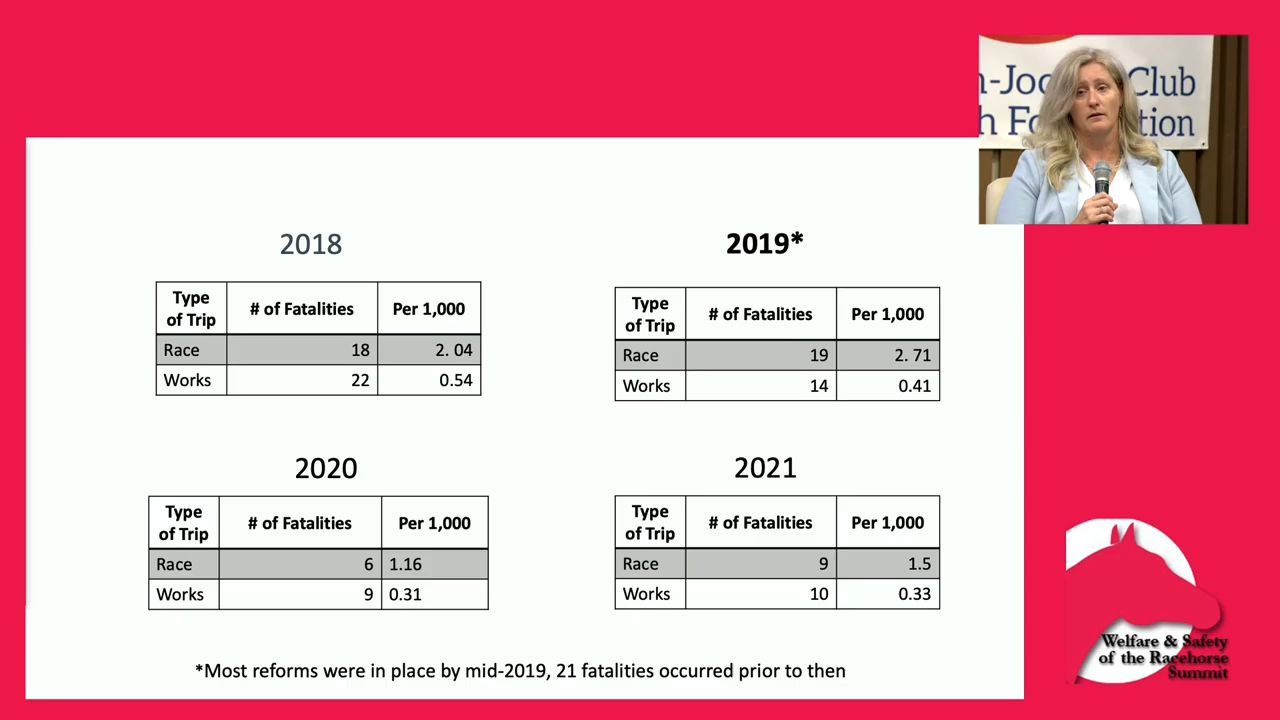 n-Joc Club
h Fo tion
2018
Type of Trip # of Fatalities Per 1,000
Race 18 2. 04
Works 22 0.54
2019*
Type of Trip # of Fatalities Per 1,000
Race 19 2. 71
Works 14 0.41
2020
Type of Trip # of Fatalities Per 1,000
Race 6 1.16
Works 9 0.31
2021
Type of Trip # of Fatalities Per 1,000
Race 9 1.5
Works 10 0.33
*Most reforms were in place by mid-2019, 21 fatalities occurred prior to then
Welfare & Safety
of the Racehorse
Summit